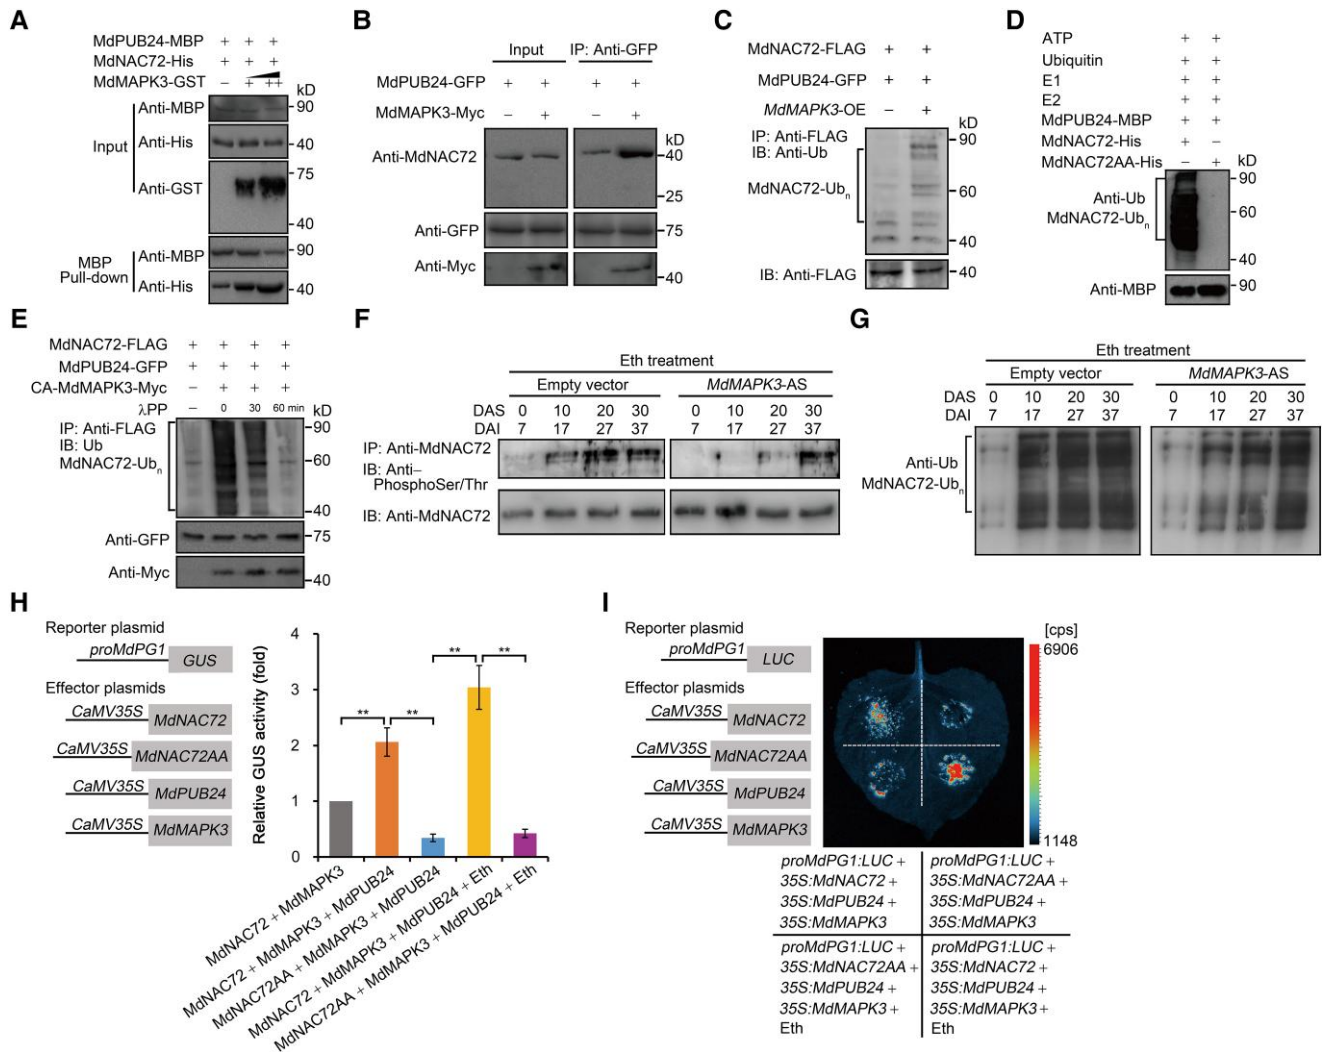 A
MdPUB24-MBP + + +
MdNAC72-His + + +
MdMAPK3-GST − + ++
kD
Input
Anti-MBP 90
Anti-His 40
Anti-GST 75
40
MBP
Pull-down
Anti-MBP 90
Anti-His 40
B
Input IP: Anti-GFP
MdPUB24-GFP + + + +
MdMAPK3-Myc − + − +
kD
Anti-MdNAC72 40
25
Anti-GFP 75
Anti-Myc 40
C
MdNAC72-FLAG + +
MdPUB24-GFP + +
MdMAPK3-OE − +
kD
IP: Anti-FLAG
IB: Anti-Ub
MdNAC72-Ubn
90
60
40
IB: Anti-FLAG 40
D
ATP + +
Ubiquitin + +
E1 + +
E2 + +
MdPUB24-MBP + +
MdNAC72-His + −
MdNAC72AA-His − +
kD
Anti-Ub
MdNAC72-Ubn
90
60
40
Anti-MBP 90
E
MdNAC72-FLAG + + + +
MdPUB24-GFP + + + +
CA-MdMAPK3-Myc − + + +
λPP − 0 30 60 min
kD
IP: Anti-FLAG
IB: Ub
MdNAC72-Ubn
90
60
40
Anti-GFP 75
Anti-Myc 40
F
Eth treatment
Empty vector MdMAPK3-AS
DAS 0 10 20 30 0 10 20 30
DAI 7 17 27 37 7 17 27 37
IP: Anti-MdNAC72
IB: Anti–
PhosphoSer/Thr
IB: Anti-MdNAC72
G
Eth treatment
Empty vector MdMAPK3-AS
DAS 0 10 20 30 0 10 20 30
DAI 7 17 27 37 7 17 27 37
Anti-Ub
MdNAC72-Ubn
H
Reporter plasmid
proMdPG1 GUS
Effector plasmids
CaMV35S MdNAC72
CaMV35S MdNAC72AA
CaMV35S MdPUB24
CaMV35S MdMAPK3
Relative GUS activity (fold)
4
3
2
1
0
** ** ** **
MdNAC72 + MdMAPK3
MdNAC72 + MdMAPK3 + MdPUB24
MdNAC72AA + MdMAPK3 + MdPUB24
MdNAC72 + MdMAPK3 + MdPUB24 + Eth
MdNAC72AA + MdMAPK3 + MdPUB24 + Eth
I
Reporter plasmid
proMdPG1 LUC
Effector plasmids
CaMV35S MdNAC72
CaMV35S MdNAC72AA
CaMV35S MdPUB24
CaMV35S MdMAPK3
[cps]
6906
1148
proMdPG1:LUC +
35S:MdNAC72 +
35S:MdPUB24 +
35S:MdMAPK3
proMdPG1:LUC +
35S:MdNAC72AA +
35S:MdPUB24 +
35S:MdMAPK3
proMdPG1:LUC +
35S:MdNAC72AA +
35S:MdPUB24 +
35S:MdMAPK3 +
Eth
proMdPG1:LUC +
35S:MdNAC72 +
35S:MdPUB24 +
35S:MdMAPK3 +
Eth